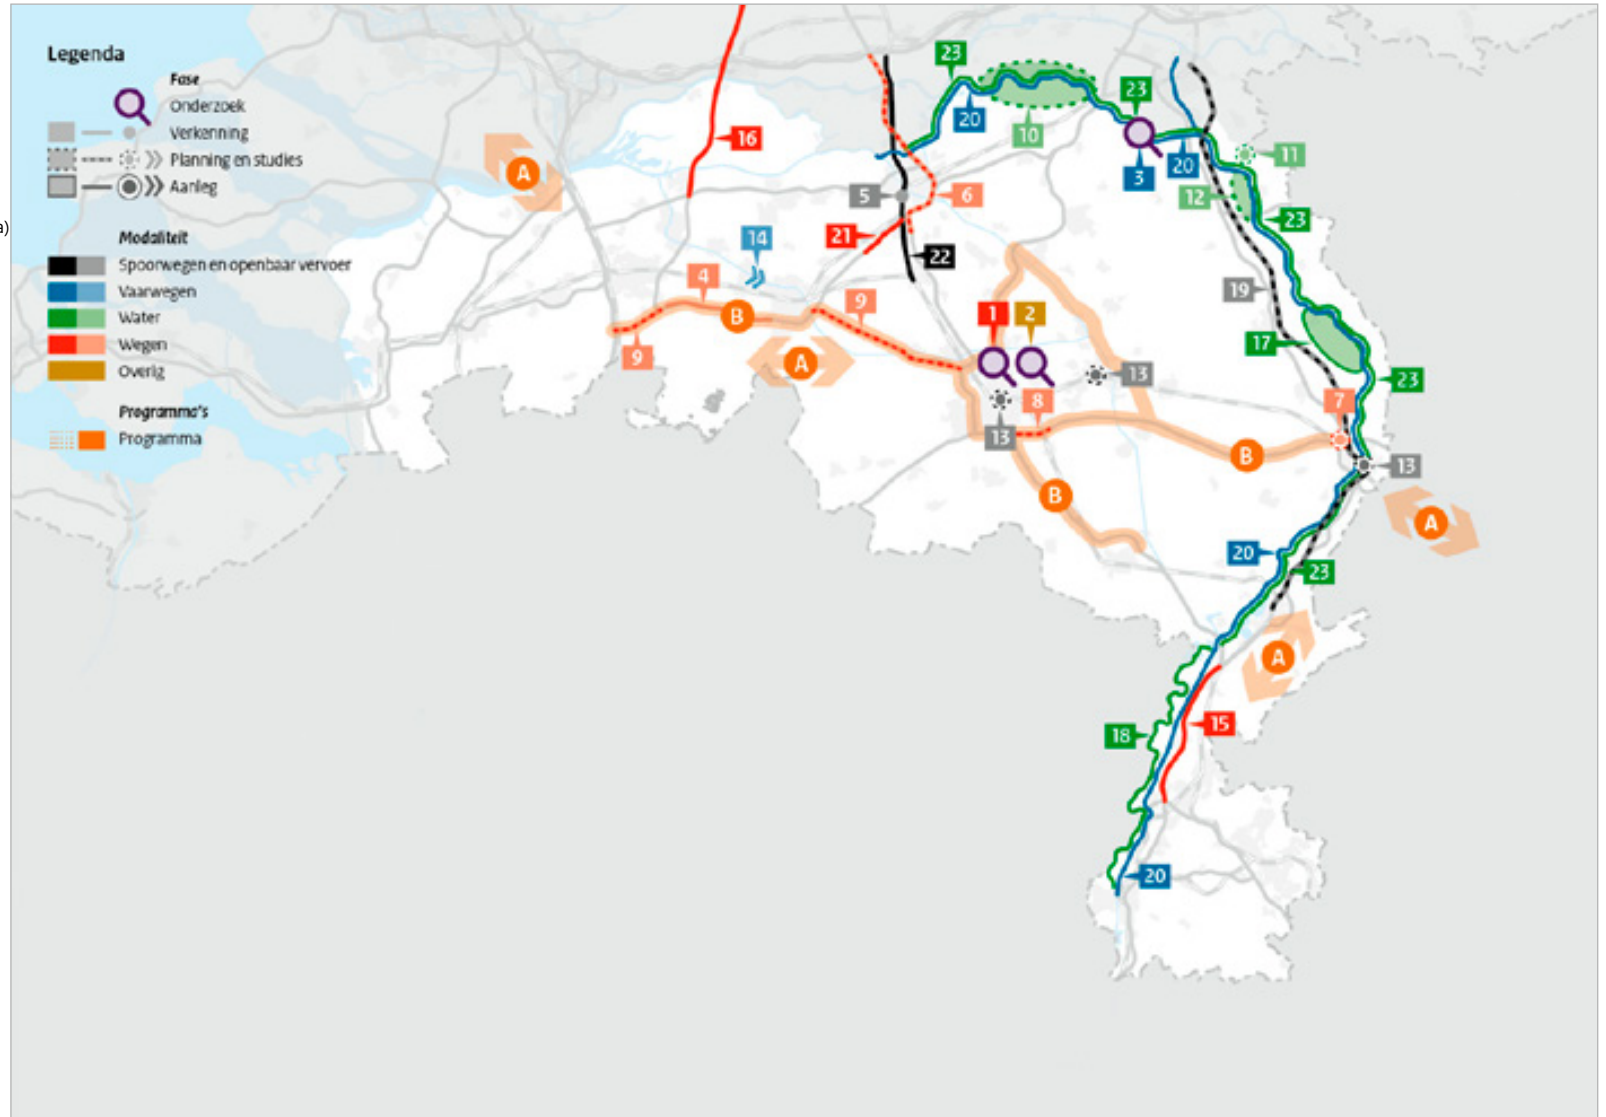 Legenda
Fase
Onderzoek
Verkenning
Planning en studies
Aanleg
a)
Modaliteit
Spoorwegen en openbaar vervoer
Vaarwegen
Water
Wegen
Overig
Programma's
Programma
23
23
16
20
10
11
A
3
20
12
5
6
23
21
14
22
4
19
9
B
1
2
17
9
A
13
23
8
7
13
B
13
B
A
20
23
A
15
18
20